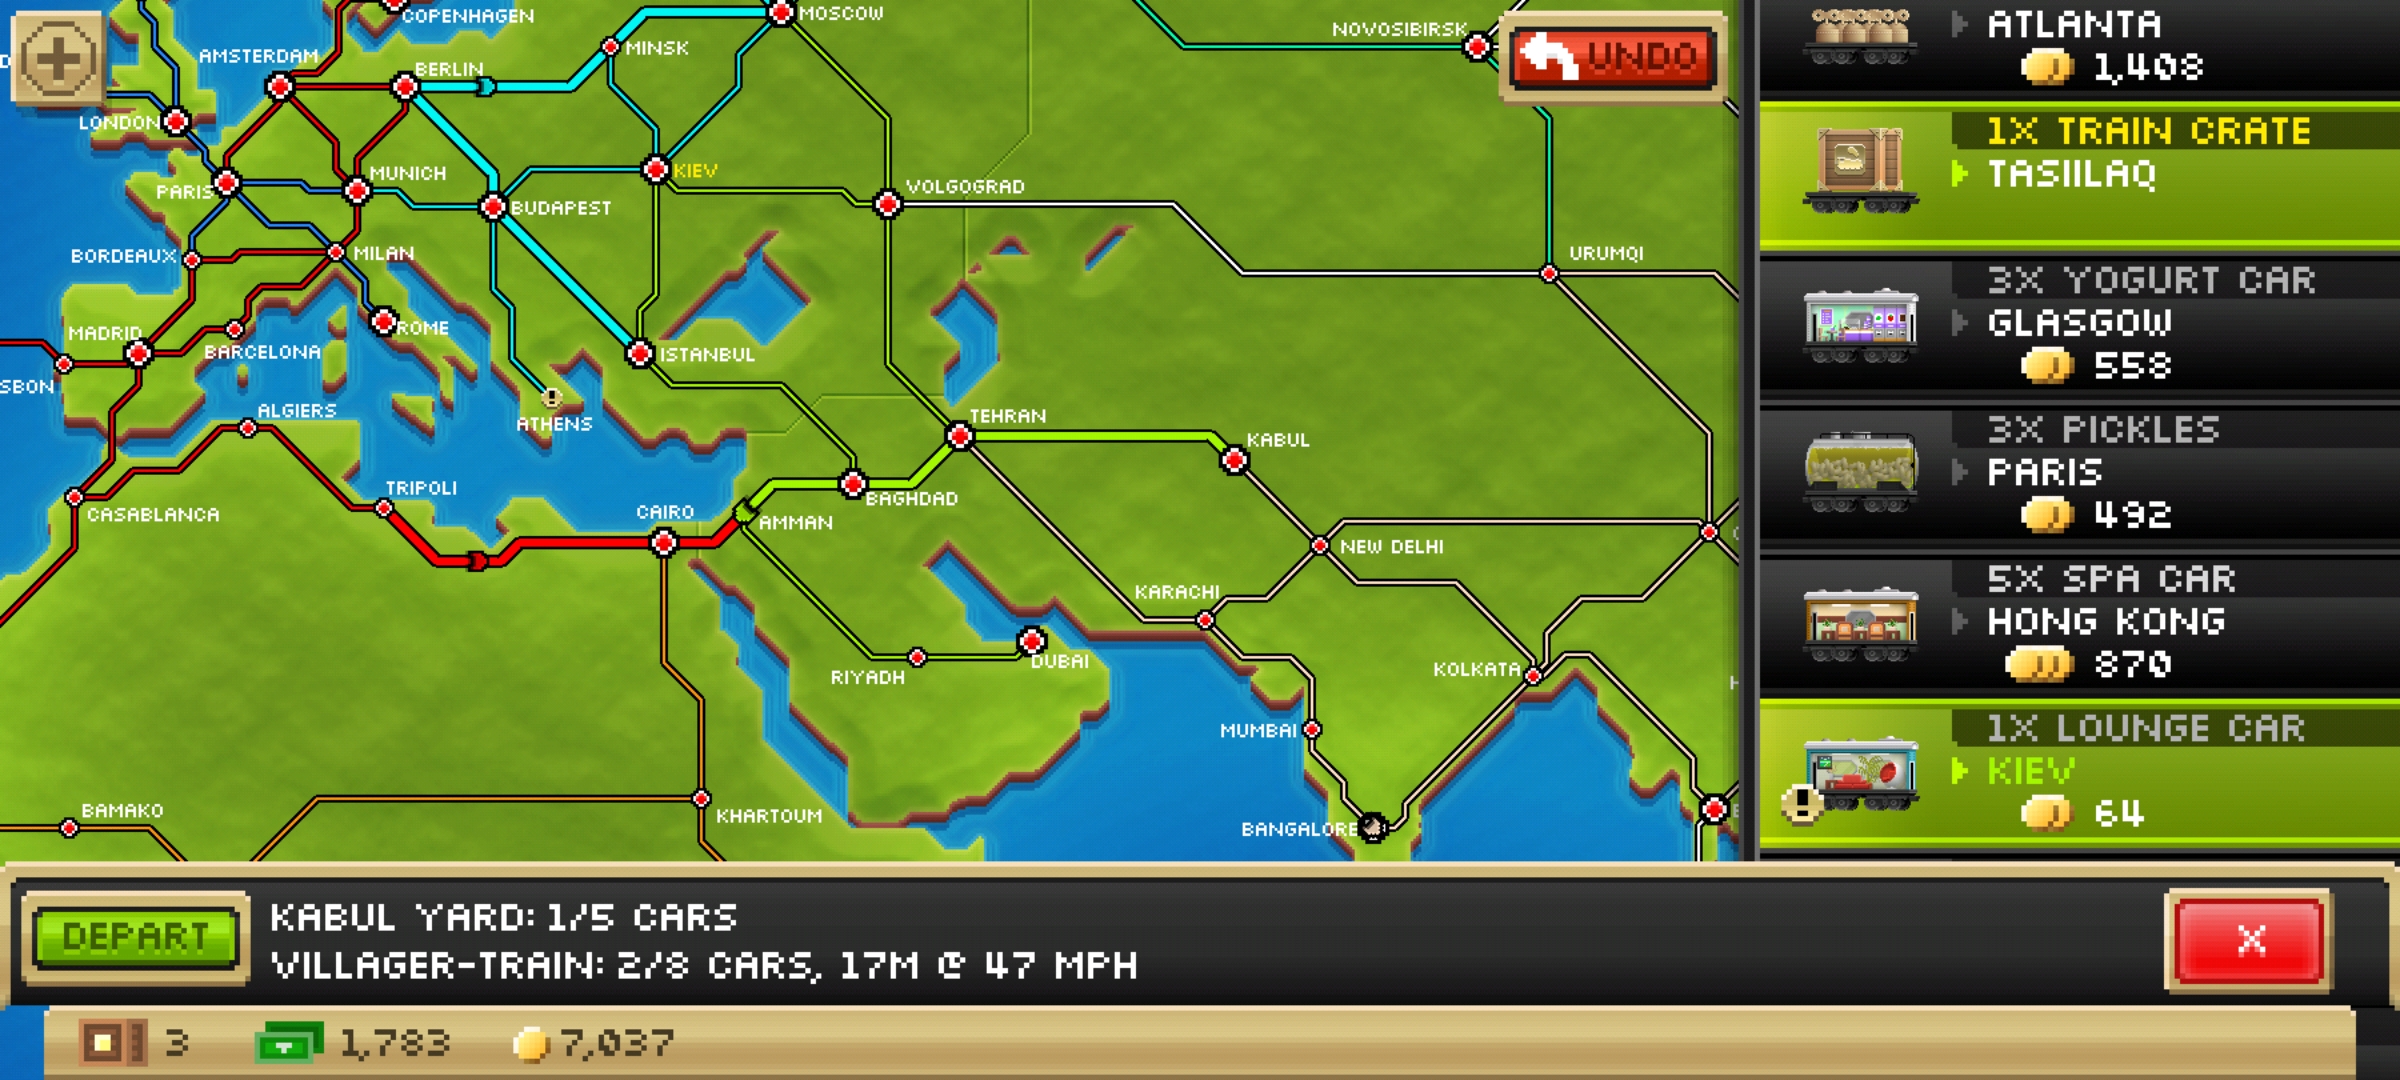 COPENHAGEN
MOSCOW
AMSTERDAM
MINSK
NOVOSIBIRSK
UNDO
BERLIN
LONDON
MUNICH
KIEV
PARIS
VOLGOGRAD
BUDAPEST
BORDEAUX
MILAN
URUMQI
ROME
MADRID
BARCELONA
ISTANBUL
SBON
ALGIERS
ATHENS
TEHRAN
KABUL
TRIPOLI
BAGHDAD
CASABLANCA
CAIRO
AMMAN
NEW DELHI
KARACHI
DUBAI
RIYADH
KOLKATA
MUMBAI
BAMAKO
KHARTOUM
BANGALORE
ATLANTA
1,408
1X TRAIN CRATE
TASIILAQ
3X YOGURT CAR
GLASGOW
558
3X PICKLES
PARIS
492
5X SPA CAR
HONG KONG
870
1X LOUNGE CAR
KIEV
64
DEPART
KABUL YARD: 1/5 CARS
VILLAGER-TRAIN: 2/8 CARS, 17M @ 47 MPH
X
3
1,783
7,037